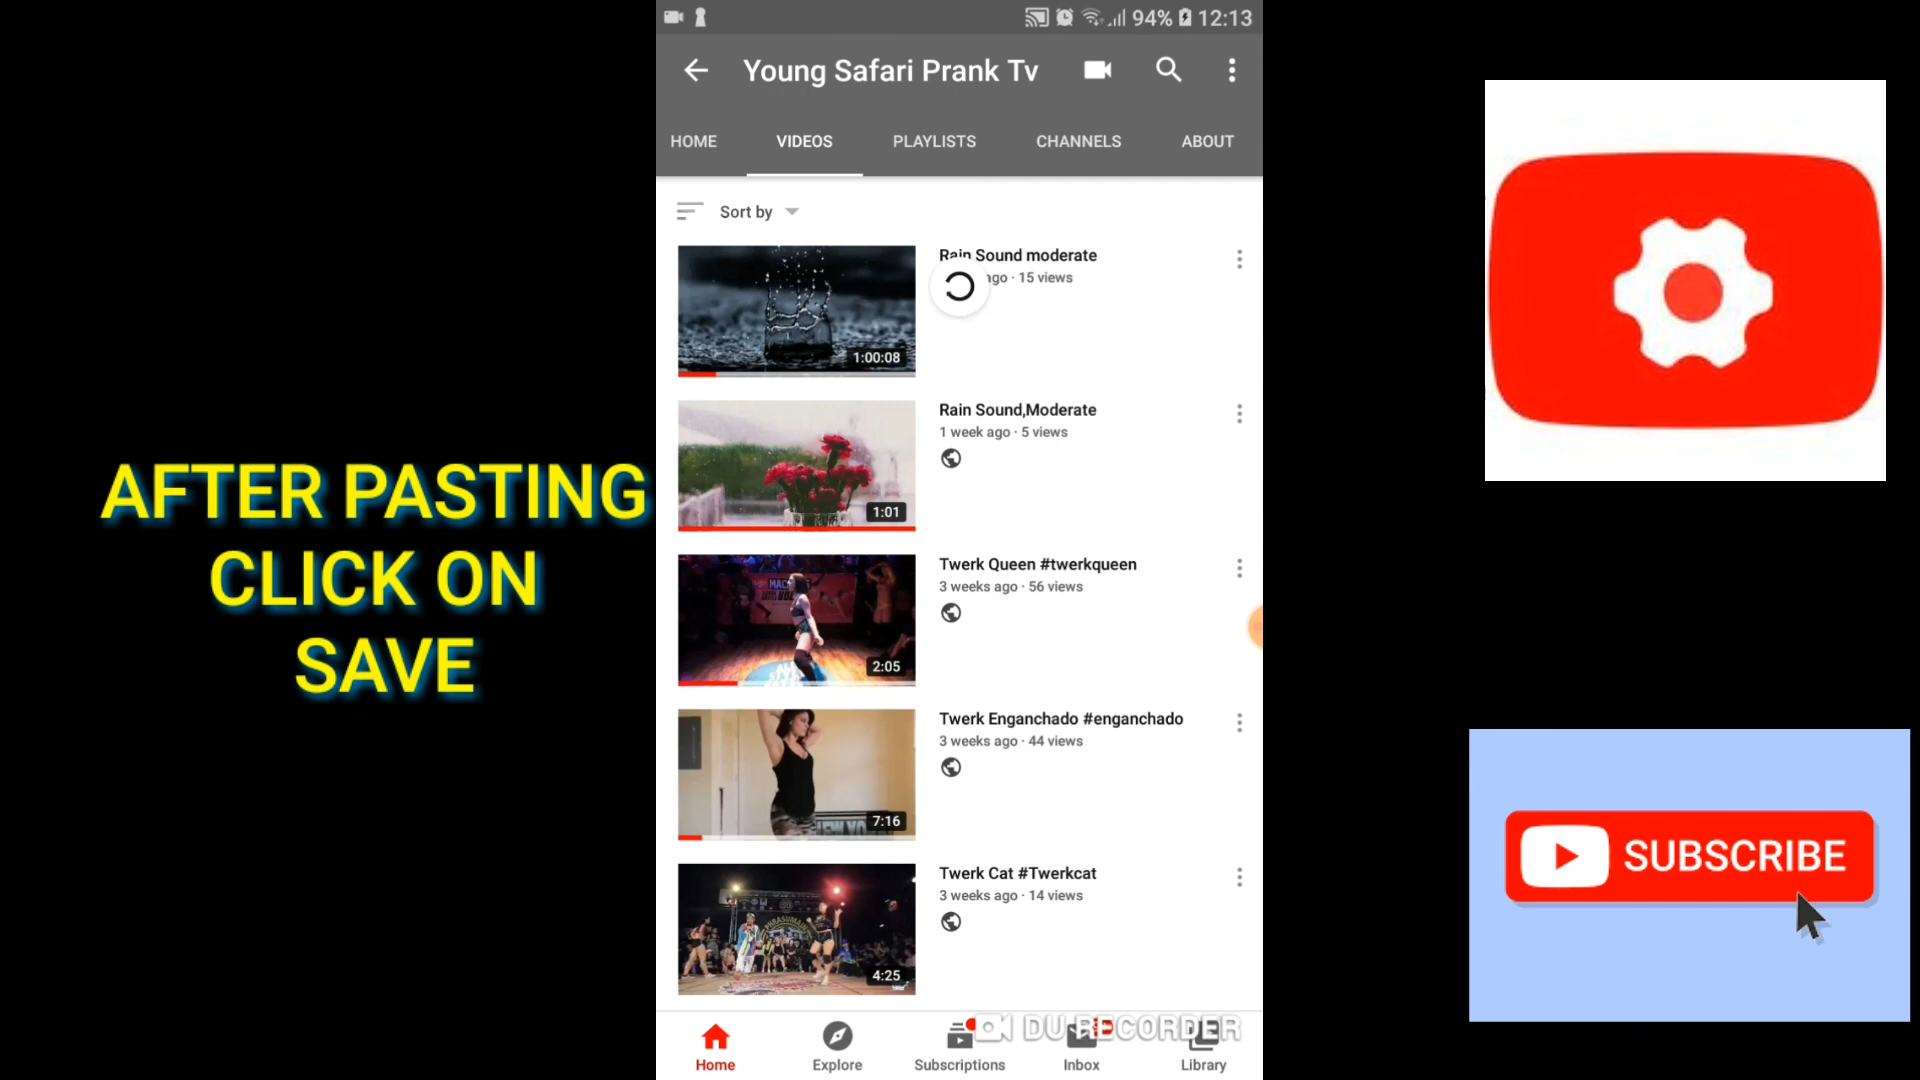 94% 12:13
Young Safari Prank Tv
HOME VIDEOS PLAYLISTS CHANNELS ABOUT
Sort by
Rain Sound moderate
ago · 15 views
1:00:08
Rain Sound,Moderate
1 week ago · 5 views
1:01
Twerk Queen #twerkqueen
3 weeks ago · 56 views
2:05
Twerk Enganchado #enganchado
3 weeks ago · 44 views
7:16
Twerk Cat #Twerkcat
3 weeks ago · 14 views
4:25
DU RECORDER
Home Explore Subscriptions Inbox Library
AFTER PASTING
CLICK ON
SAVE
SUBSCRIBE